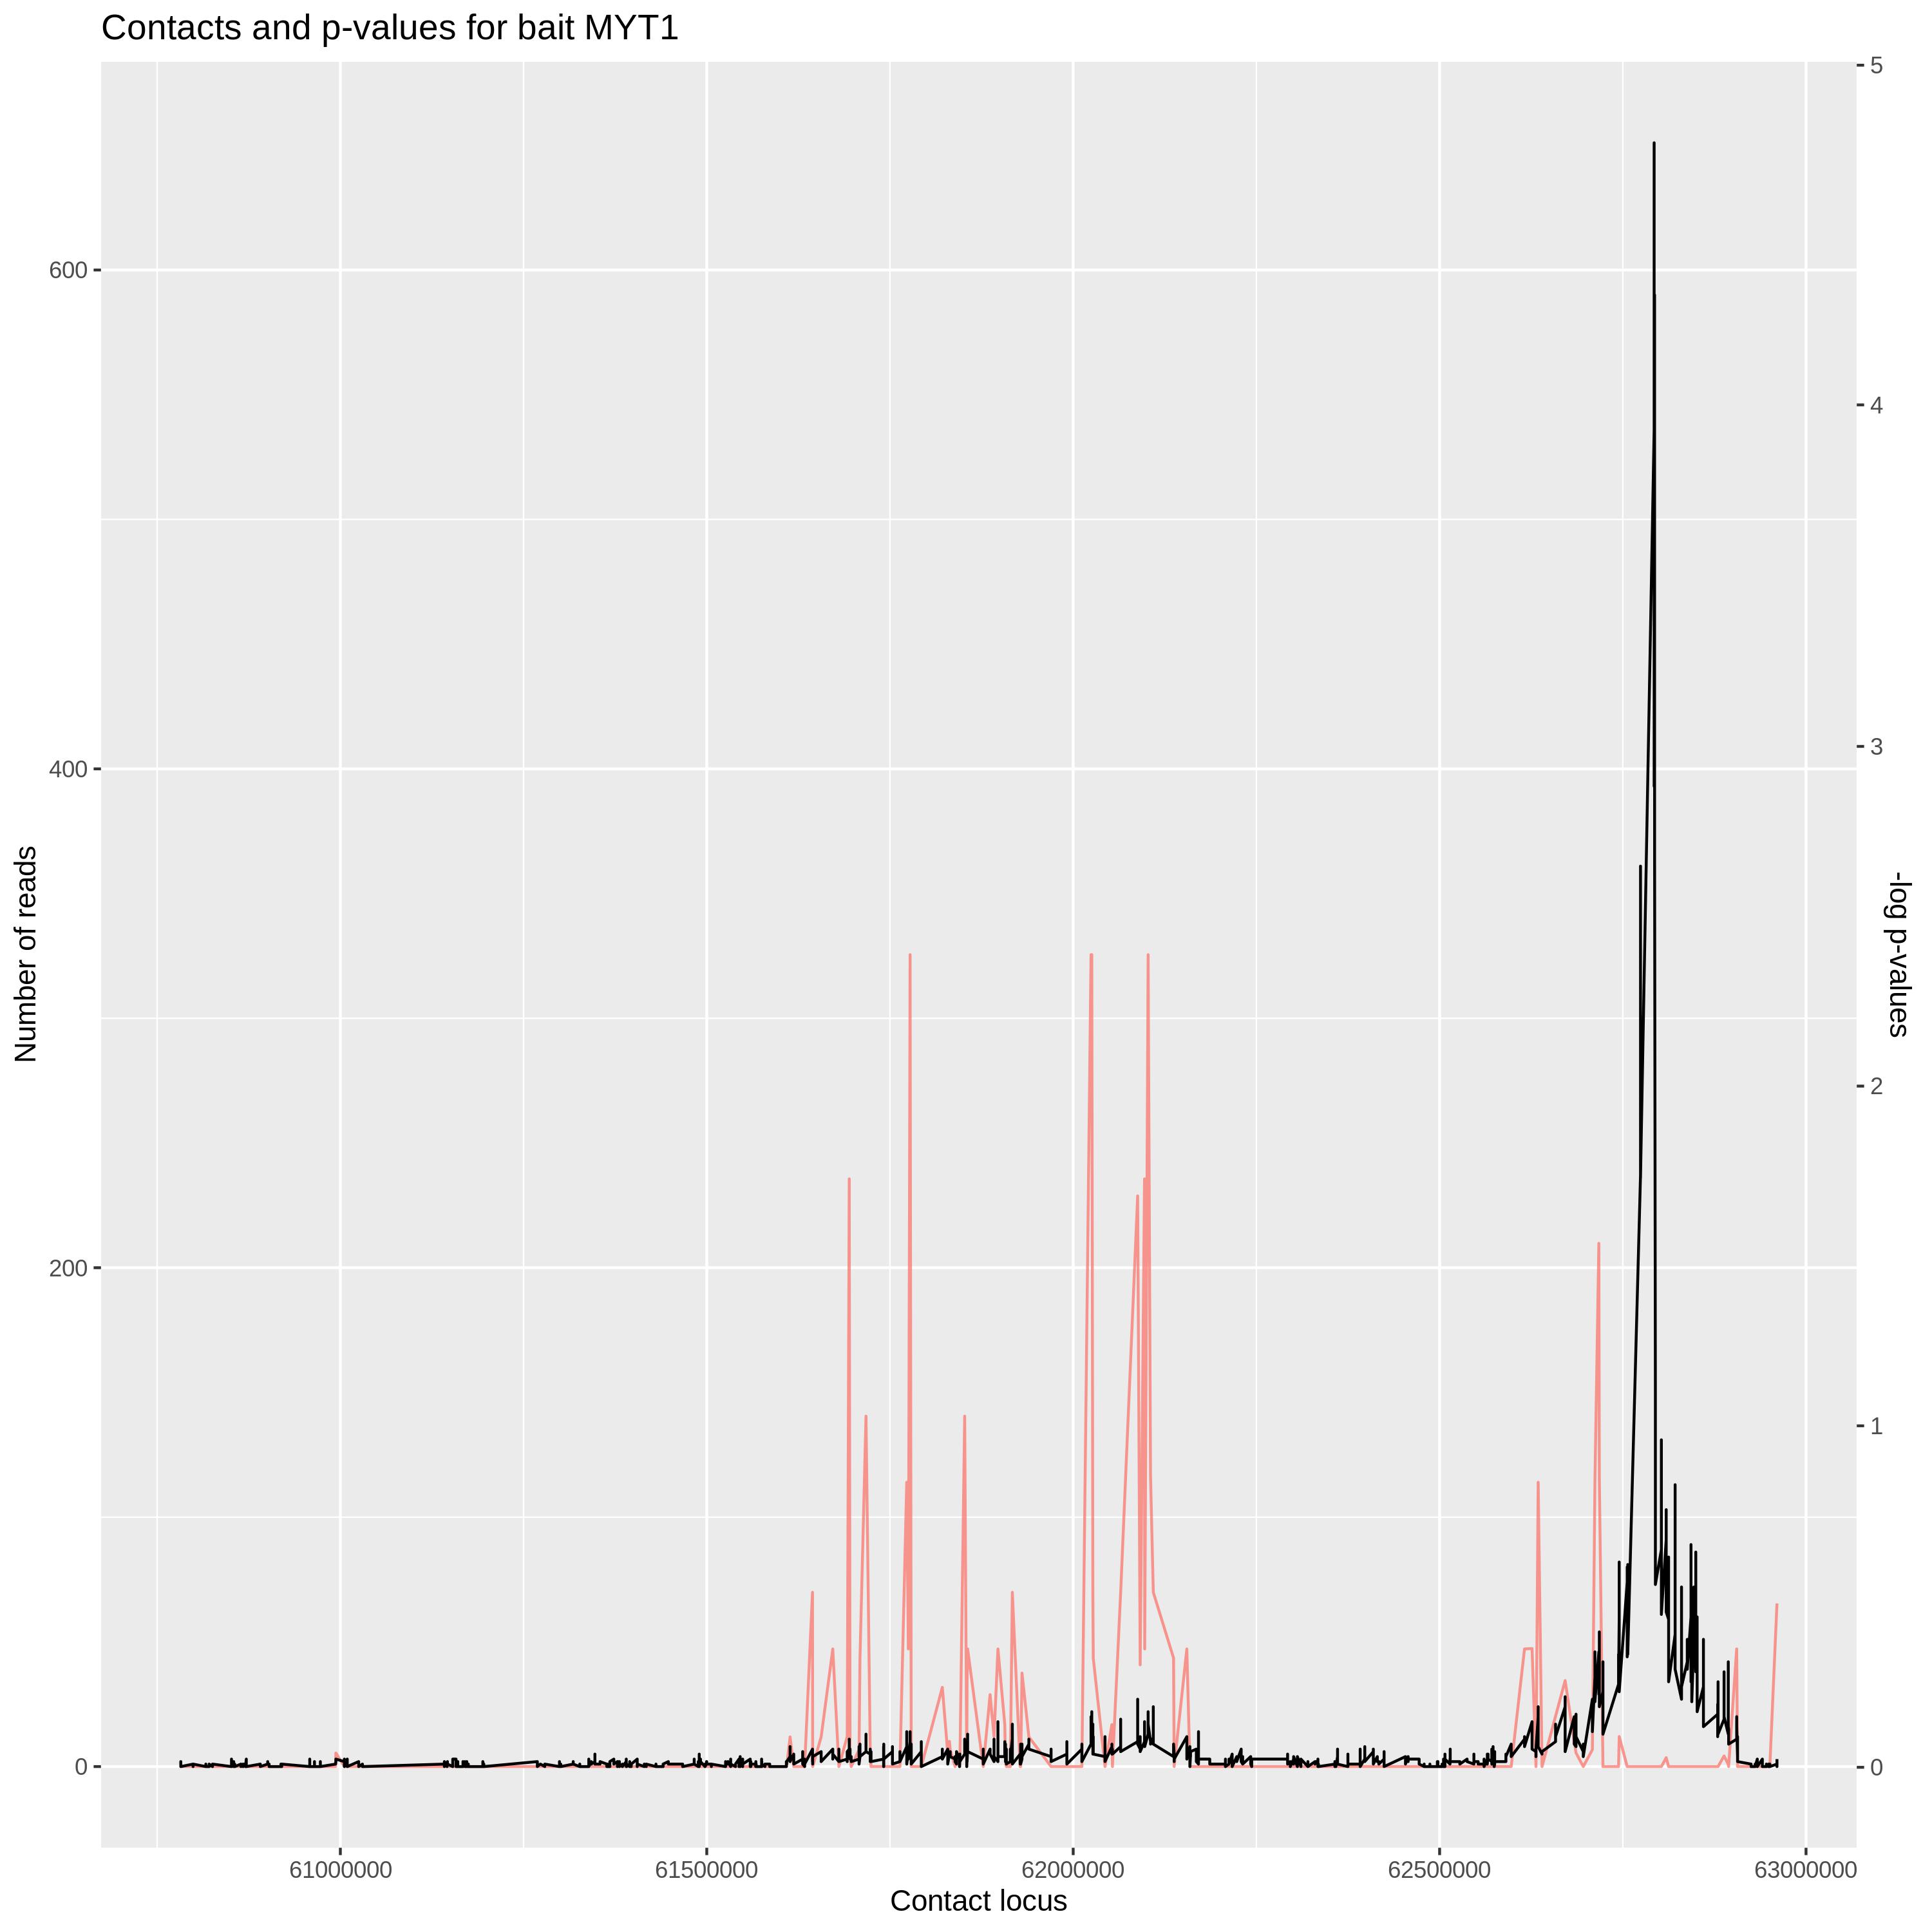 Contacts and p-values for bait MYT1
Number of reads
600
400
200
0
5
4
3
2
1
0
-log p-values
61000000 61500000 62000000 62500000 63000000
Contact locus